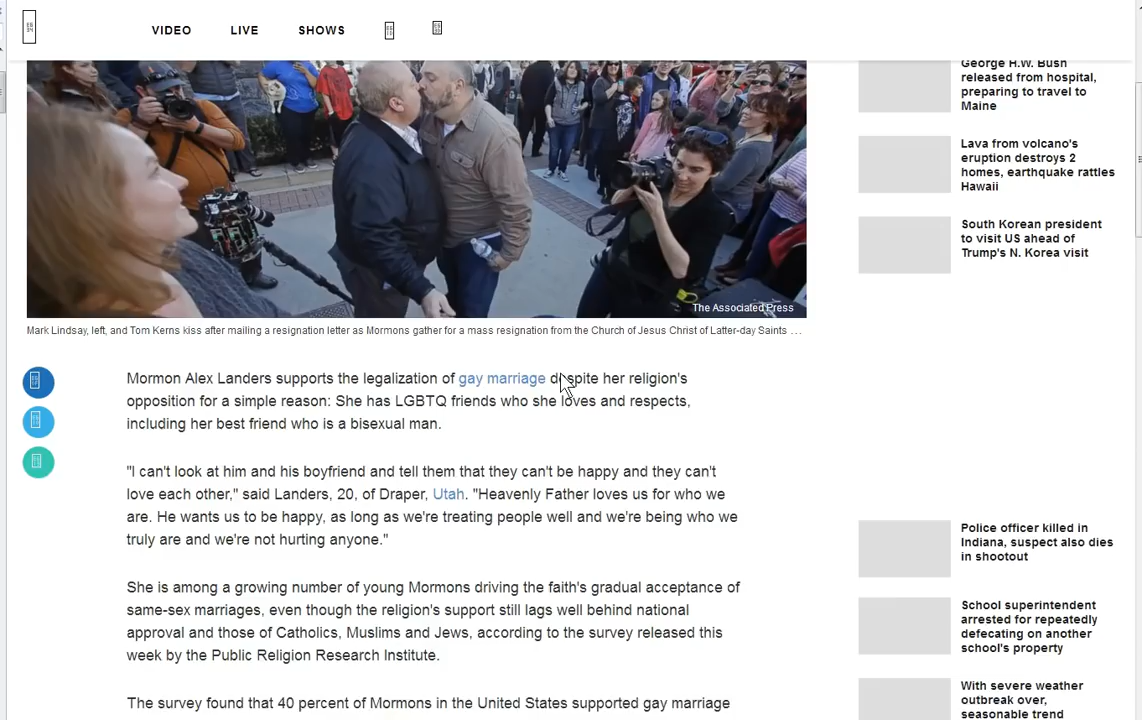 VIDEO LIVE SHOWS
The Associated Press
Mark Lindsay, left, and Tom Kerns kiss after mailing a resignation letter as Mormons gather for a mass resignation from the Church of Jesus Christ of Latter-day Saints ...
Mormon Alex Landers supports the legalization of gay marriage despite her religion's
opposition for a simple reason: She has LGBTQ friends who she loves and respects,
including her best friend who is a bisexual man.
"I can't look at him and his boyfriend and tell them that they can't be happy and they can't
love each other," said Landers, 20, of Draper, Utah. "Heavenly Father loves us for who we
are. He wants us to be happy, as long as we're treating people well and we're being who we
truly are and we're not hurting anyone."
She is among a growing number of young Mormons driving the faith's gradual acceptance of
same-sex marriages, even though the religion's support still lags well behind national
approval and those of Catholics, Muslims and Jews, according to the survey released this
week by the Public Religion Research Institute.
The survey found that 40 percent of Mormons in the United States supported gay marriage
George H.W. Bush
released from hospital,
preparing to travel to
Maine
Lava from volcano's
eruption destroys 2
homes, earthquake rattles
Hawaii
South Korean president
to visit US ahead of
Trump's N. Korea visit
Police officer killed in
Indiana, suspect also dies
in shootout
School superintendent
arrested for repeatedly
defecating on another
school's property
With severe weather
outbreak over,
seasonable trend